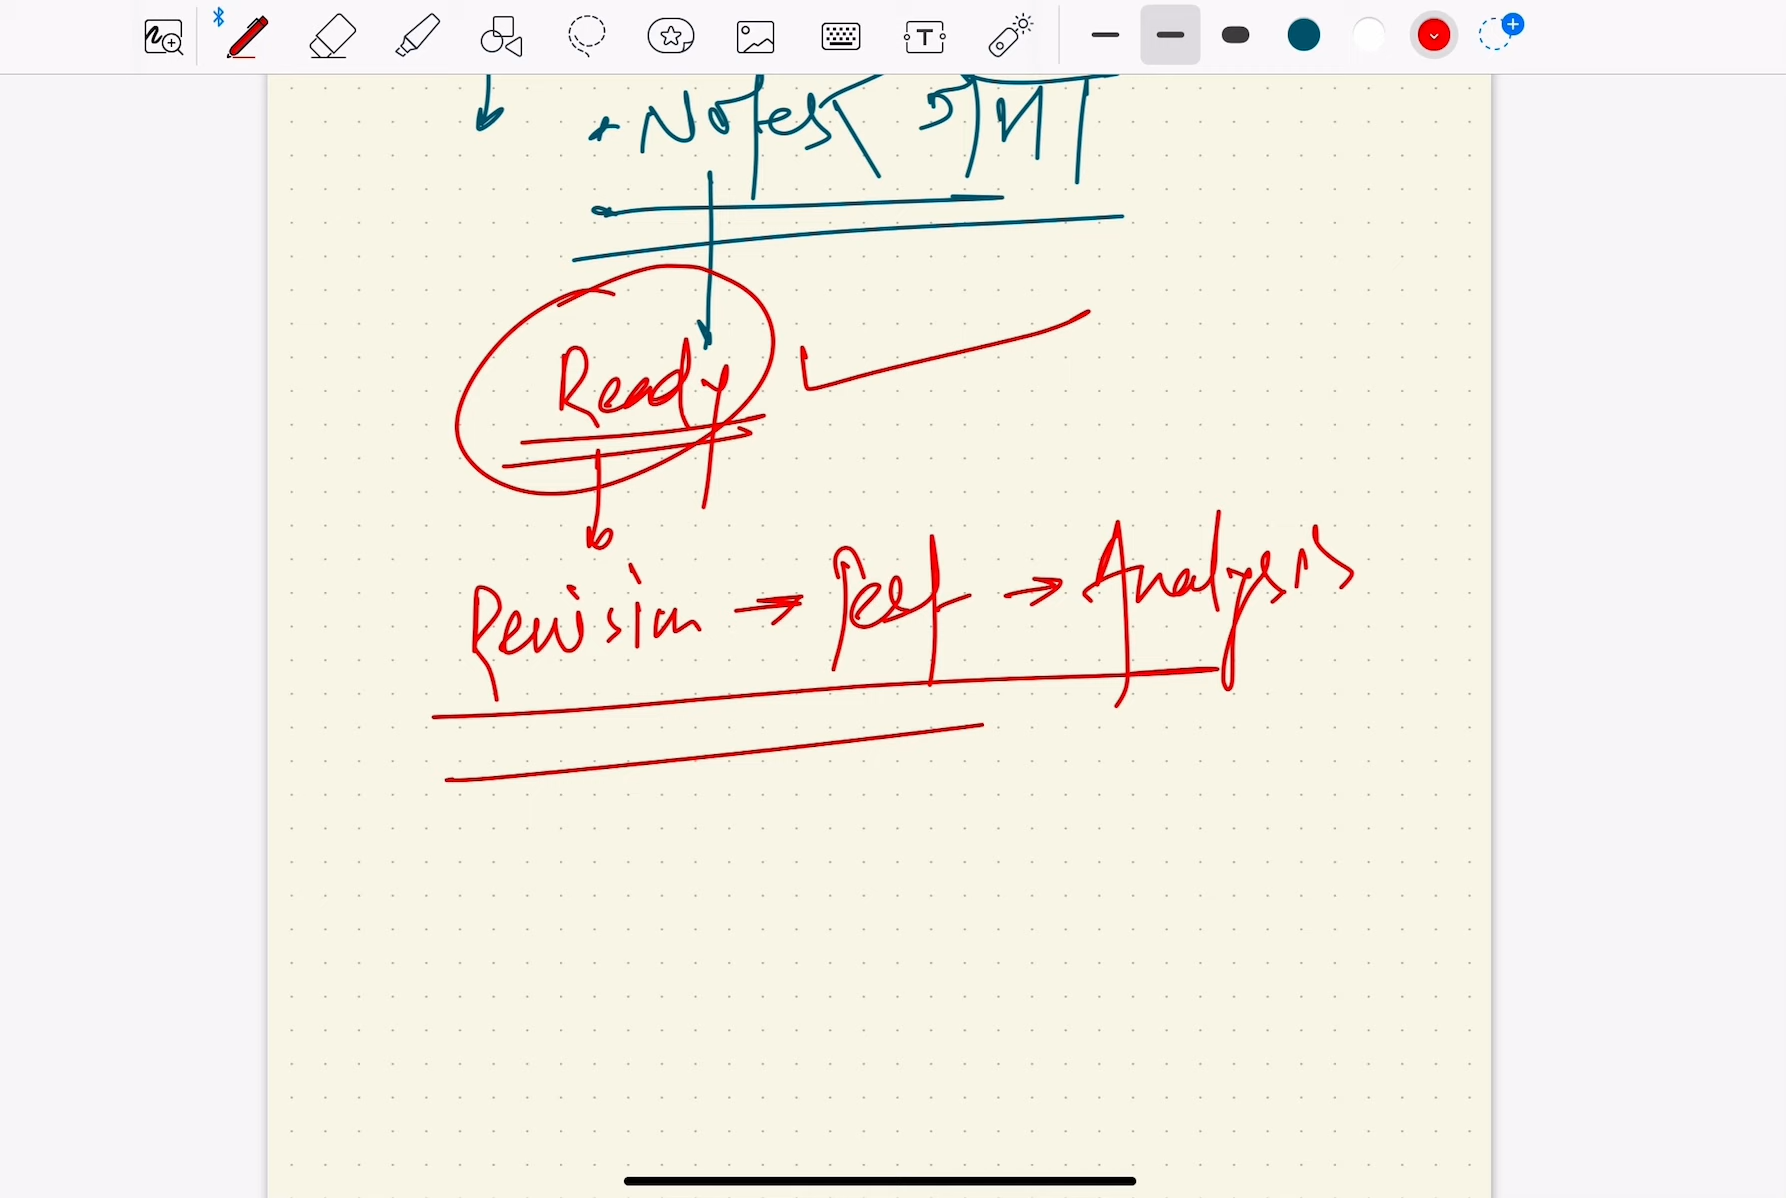 Notes
Ready
Revision → Test → Analysis